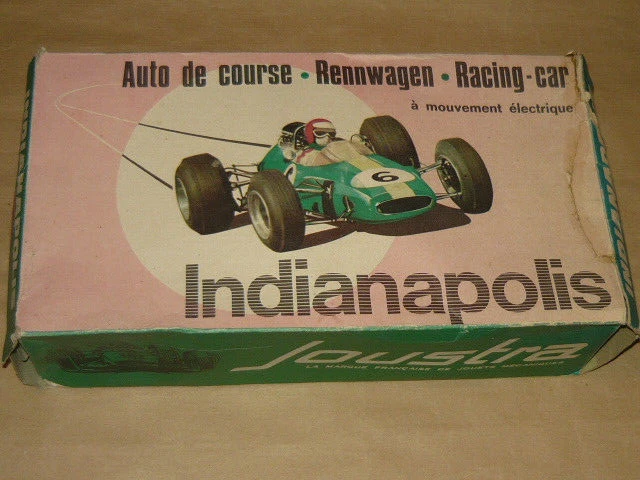 Auto de course • Rennwagen • Racing-car
à mouvement électrique
6
Indianapolis
Joustra
LA MARQUE FRANÇAISE DE JOUETS MÉCANIQUES